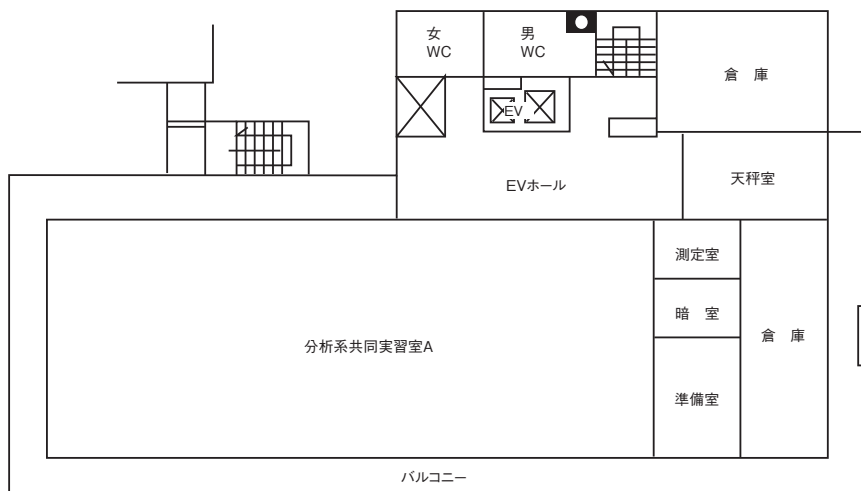 女
WC
男
WC
倉　庫
EV
EVホール
天秤室
測定室
分析系共同実習室A
暗　室
倉　庫
準備室
バルコニー